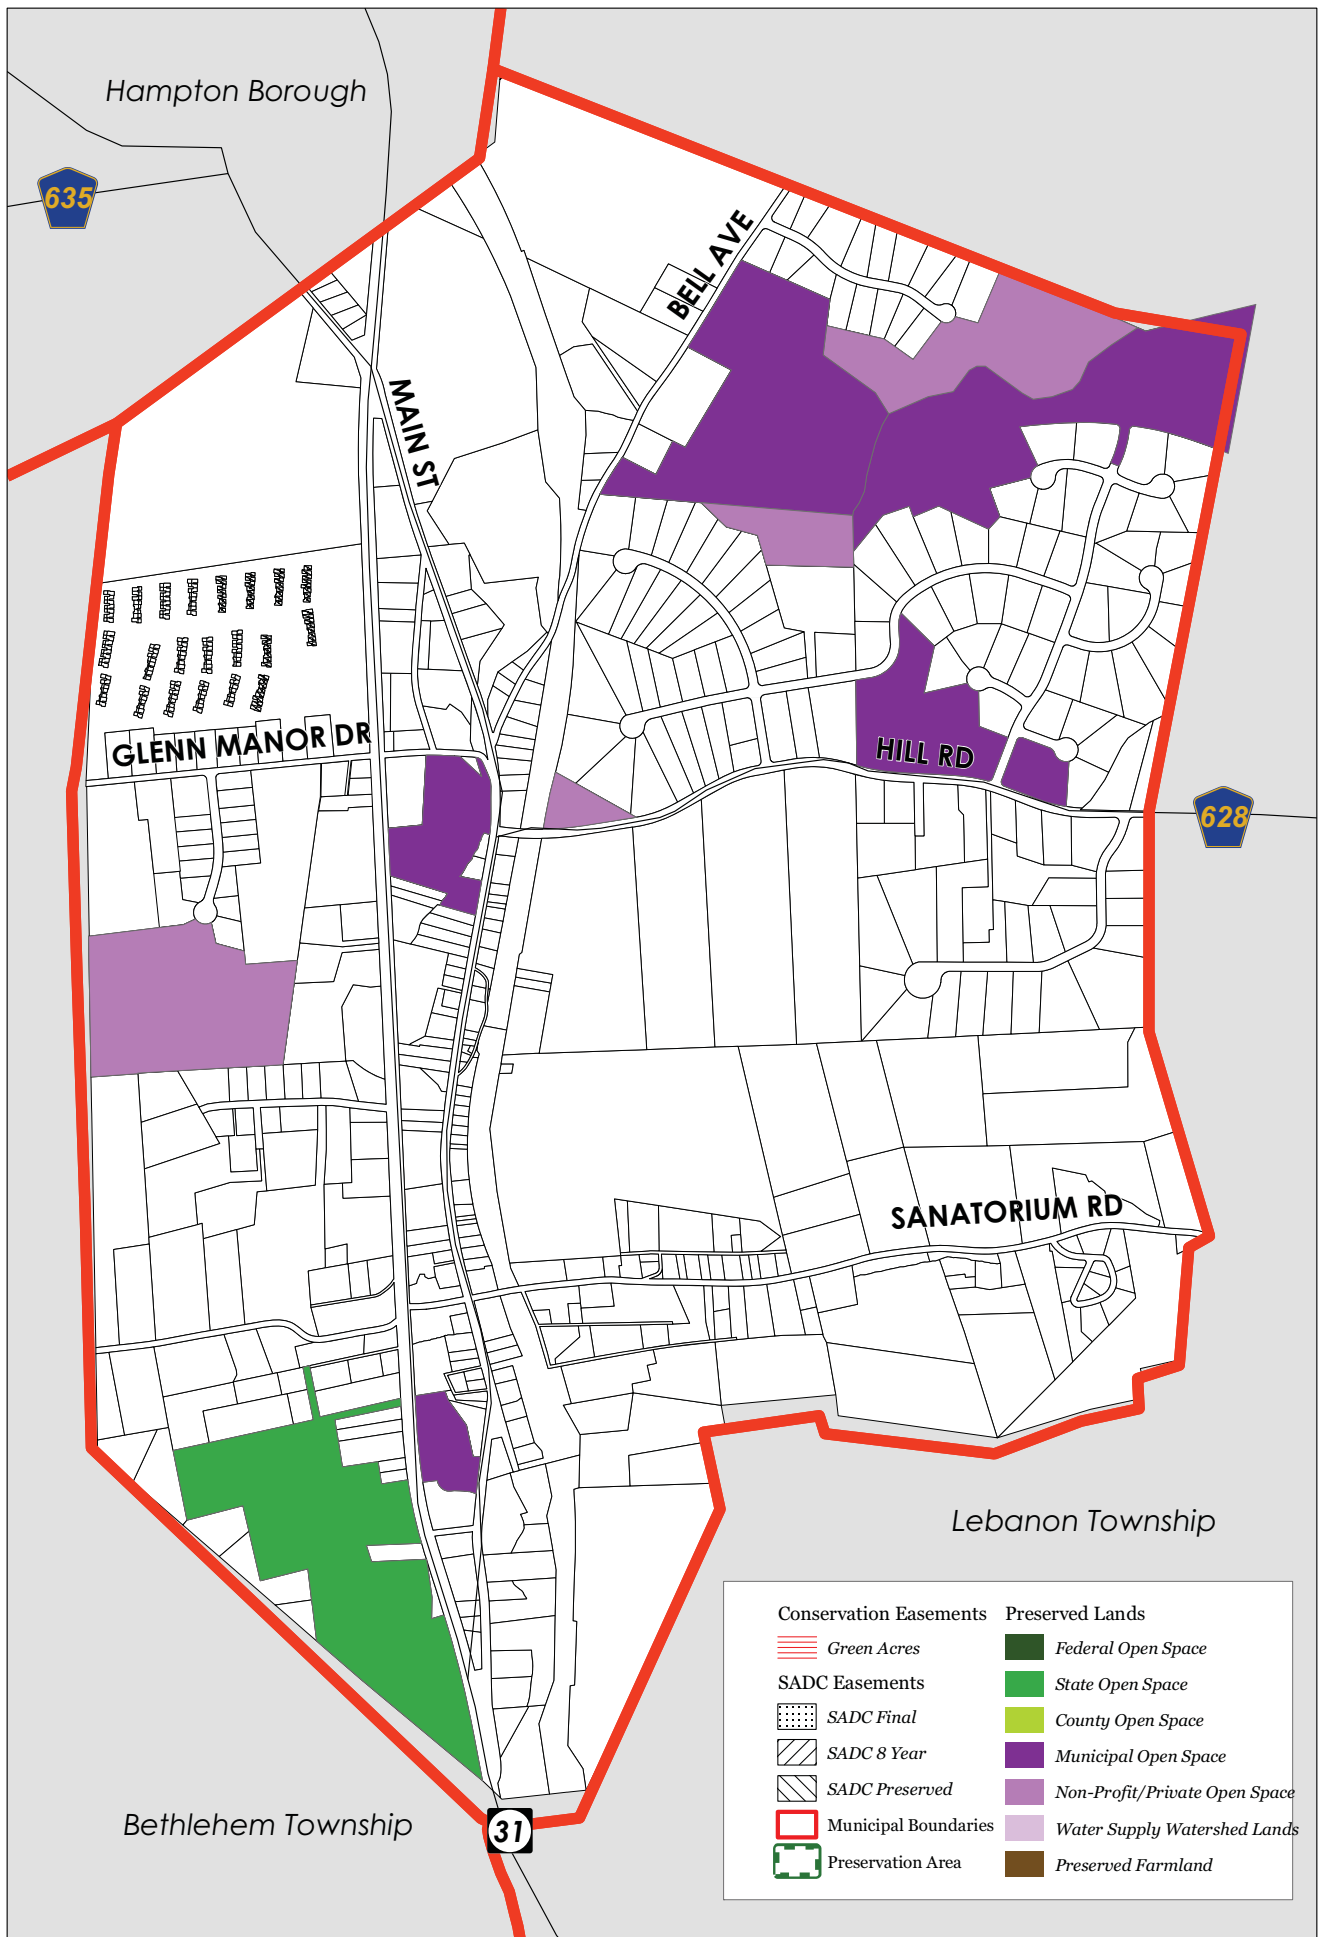 Hampton Borough
635
BELL AVE
MAIN ST
GLENN MANOR DR
HILL RD
628
SANATORIUM RD
Lebanon Township
Bethlehem Township
31
Conservation Easements
Green Acres
SADC Easements
SADC Final
SADC 8 Year
SADC Preserved
Municipal Boundaries
Preservation Area
Preserved Lands
Federal Open Space
State Open Space
County Open Space
Municipal Open Space
Non-Profit/Private Open Space
Water Supply Watershed Lands
Preserved Farmland